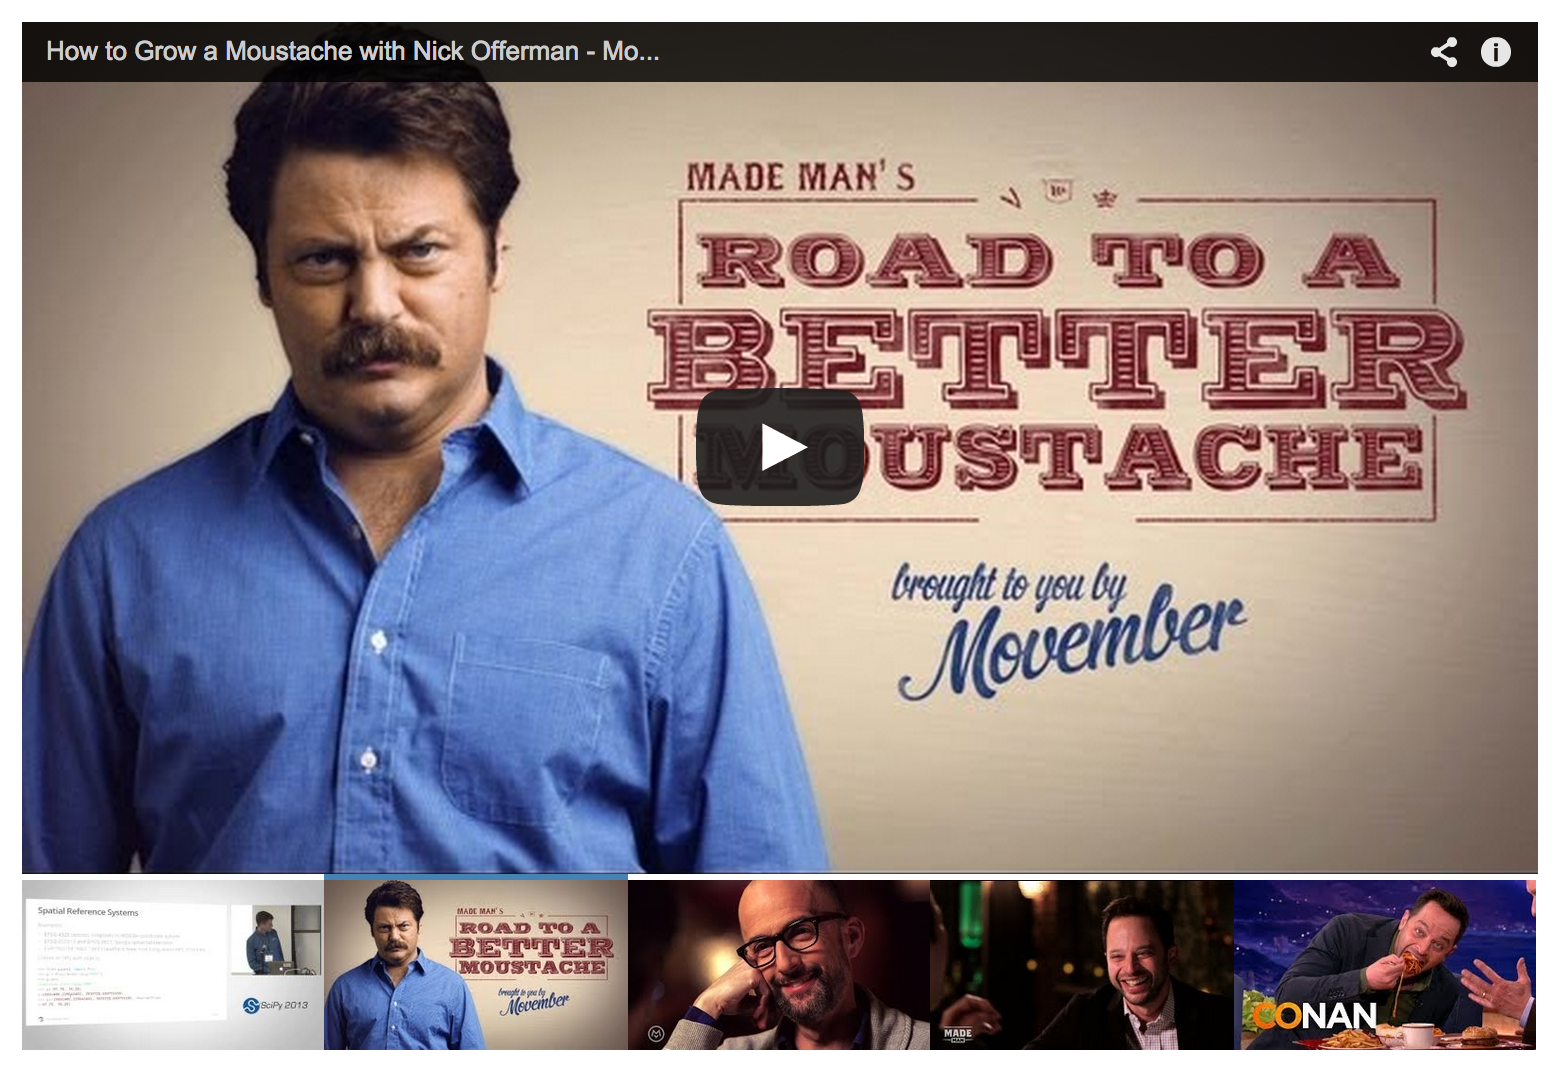 How to Grow a Moustache with Nick Offerman - Mo...
MADE MAN'S
ROAD TO A
BETTER
MOUSTACHE
brought to you by
Movember
Spatial Reference Systems
SciPy 2013
MADE MAN'S
ROAD TO A
BETTER
MOUSTACHE
brought to you by
Movember
MADE
MAN
CONAN